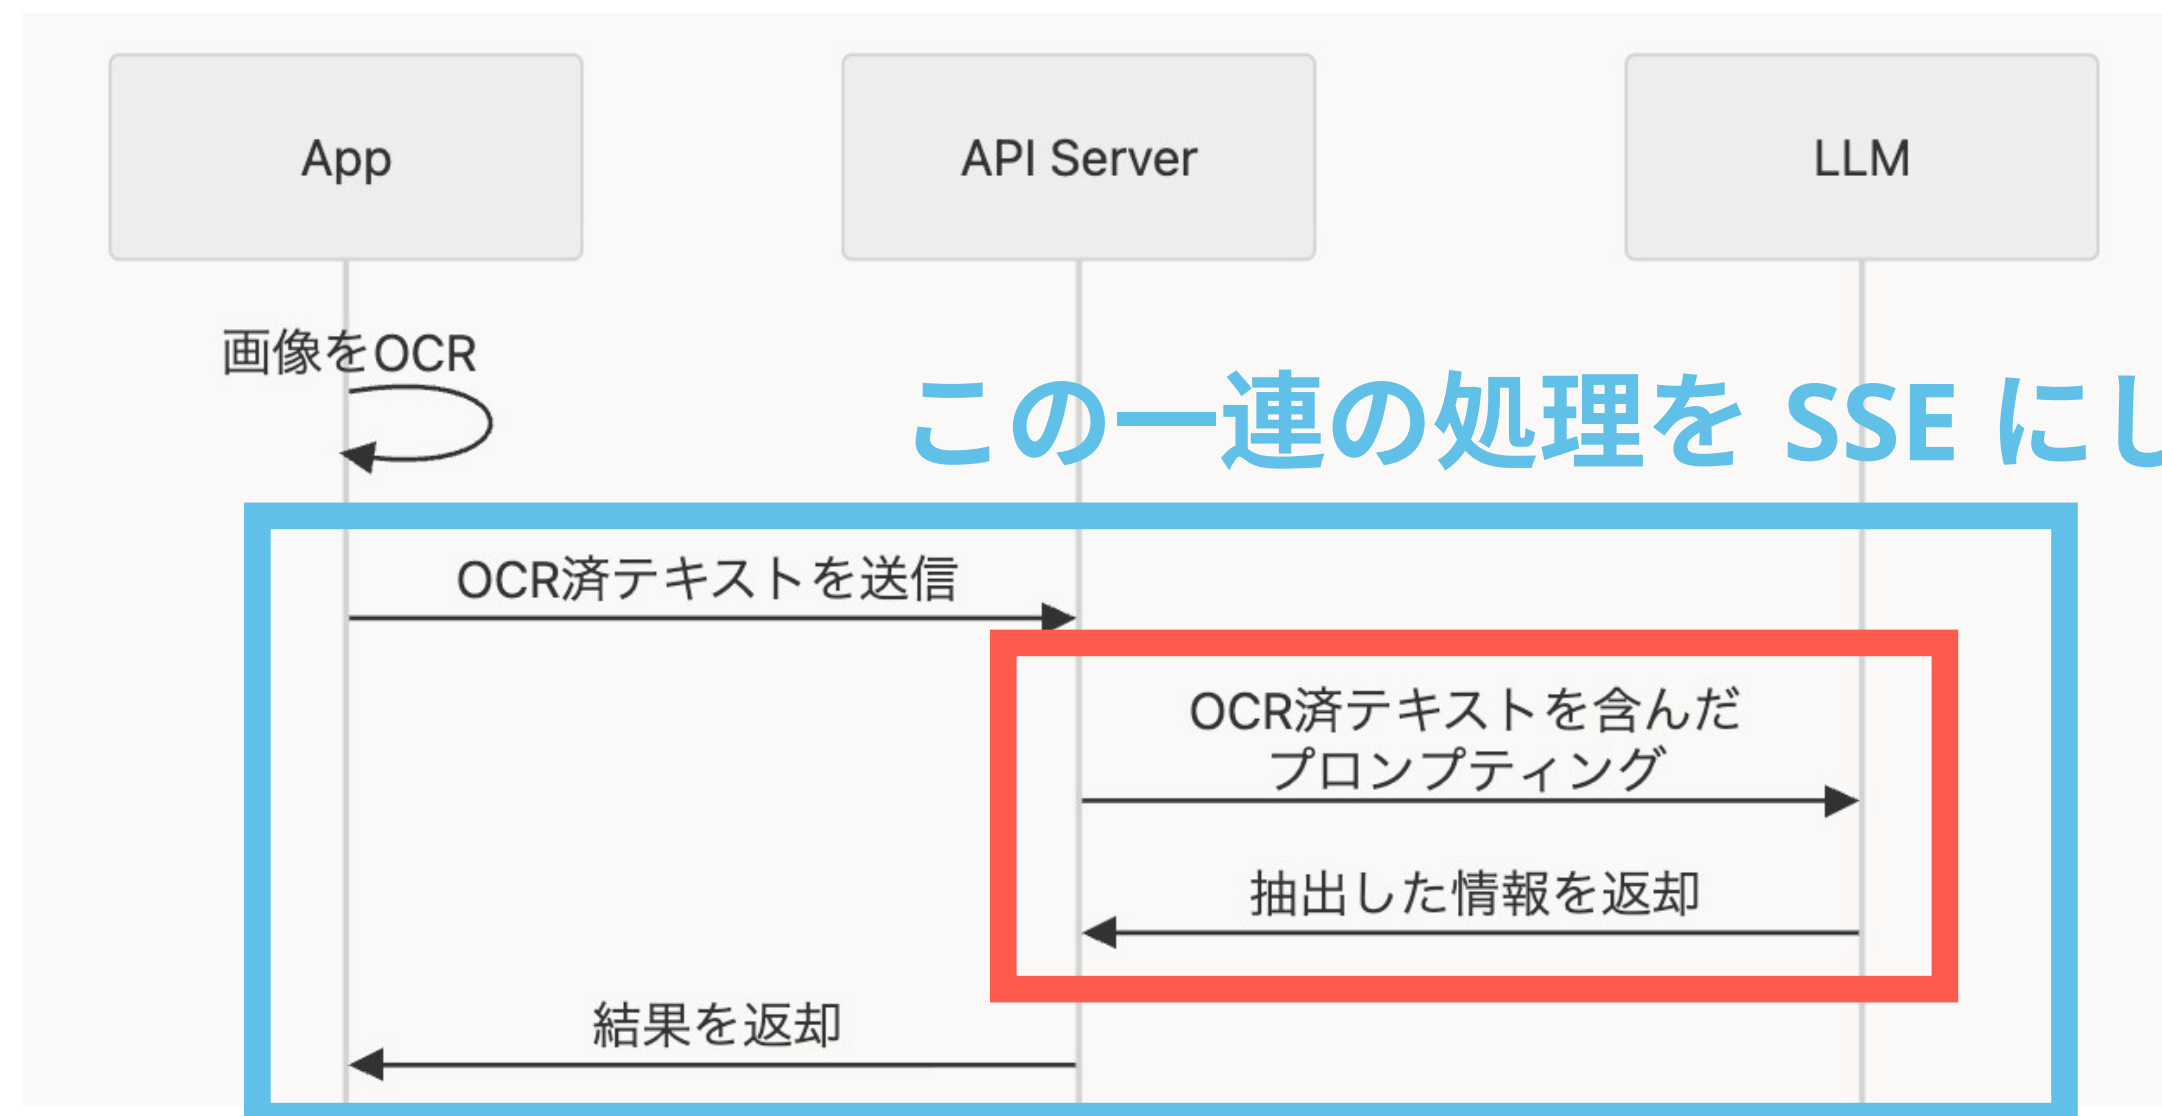 App
API Server
LLM
画像をOCR
この一連の処理を SSE にし
OCR済テキストを送信
OCR済テキストを含んだ
プロンプティング
抽出した情報を返却
結果を返却